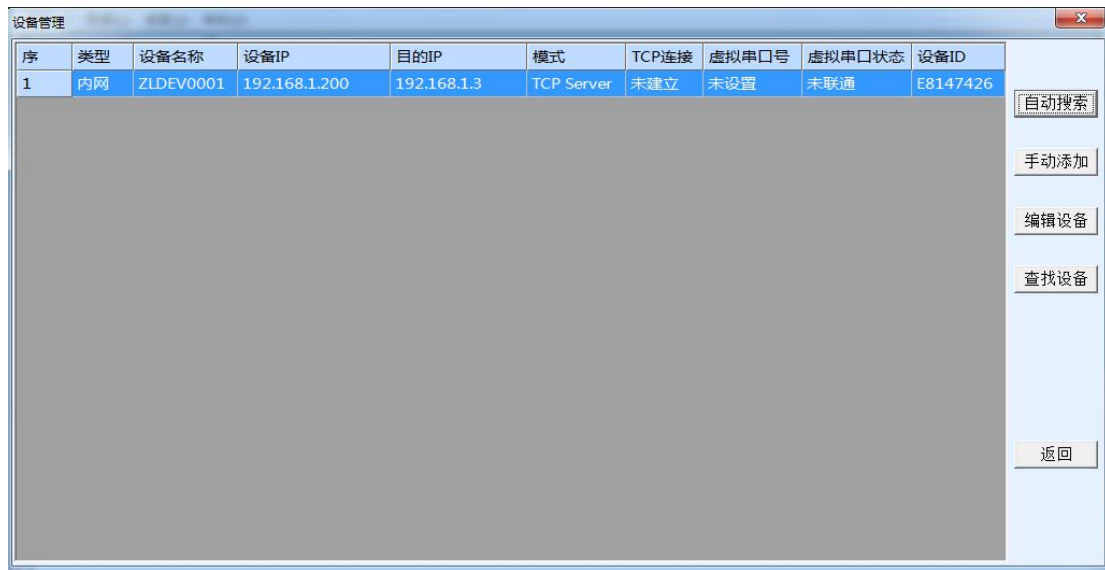 设备管理
序 类型 设备名称 设备IP 目的IP 模式 TCP连接 虚拟串口号 虚拟串口状态 设备ID
1 内网 ZLDEV0001 192.168.1.200 192.168.1.3 TCP Server 未建立 未设置 未联通 E8147426
自动搜索
手动添加
编辑设备
查找设备
返回